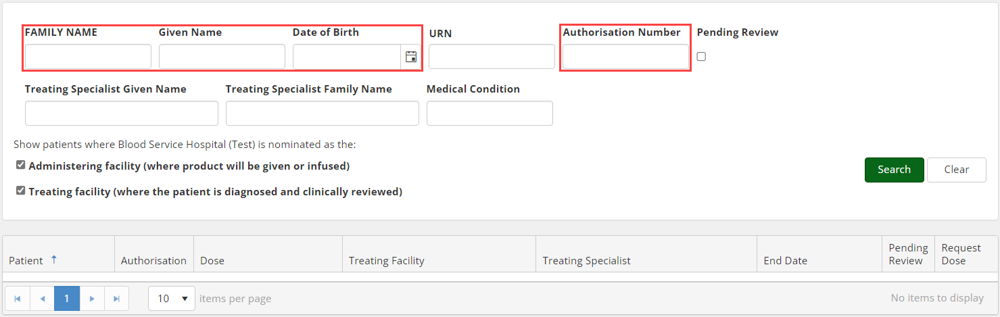 FAMILY NAME Given Name Date of Birth URN Authorisation Number Pending Review
Treating Specialist Given Name Treating Specialist Family Name Medical Condition
Show patients where Blood Service Hospital (Test) is nominated as the:
Administering facility (where product will be given or infused)
Search Clear
Treating facility (where the patient is diagnosed and clinically reviewed)
Patient Authorisation Dose Treating Facility Treating Specialist End Date Pending Review Request Dose
1 10 items per page No items to display